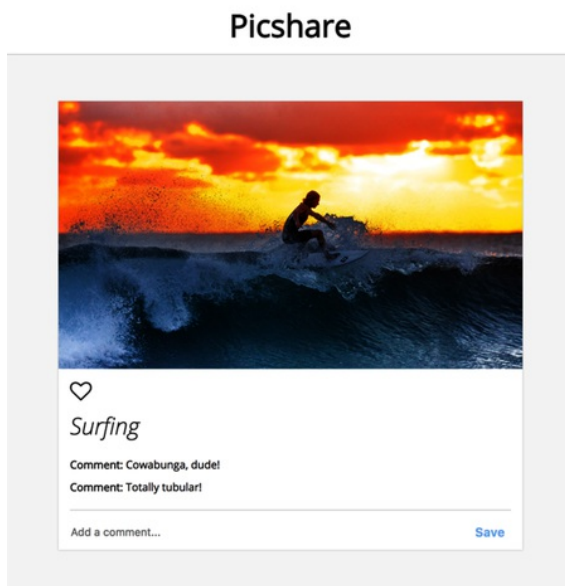 Picshare
Surfing
Comment: Cowabunga, dude!
Comment: Totally tubular!
Add a comment... Save